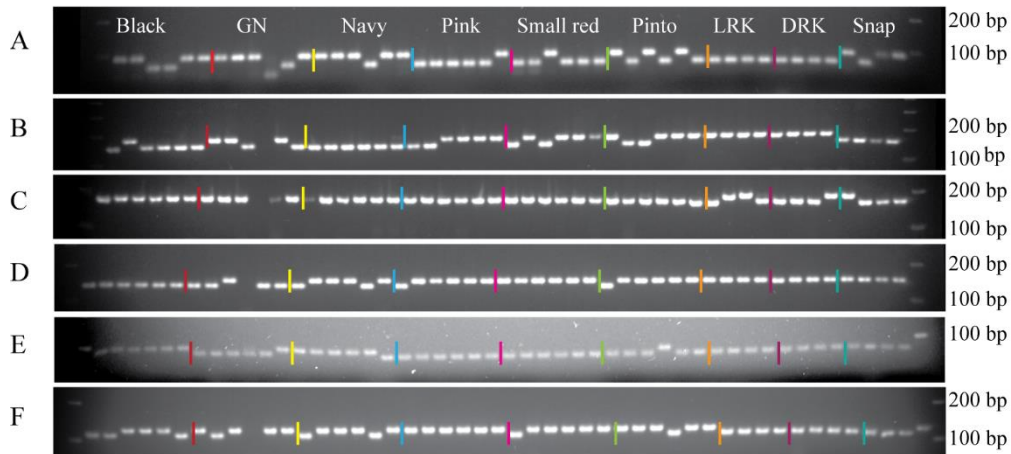 A Black GN Navy Pink Small red Pinto LRK DRK Snap 200 bp
100 bp
B 200 bp
100 bp
C 200 bp
100 bp
D 200 bp
100 bp
E 100 bp
F 200 bp
100 bp